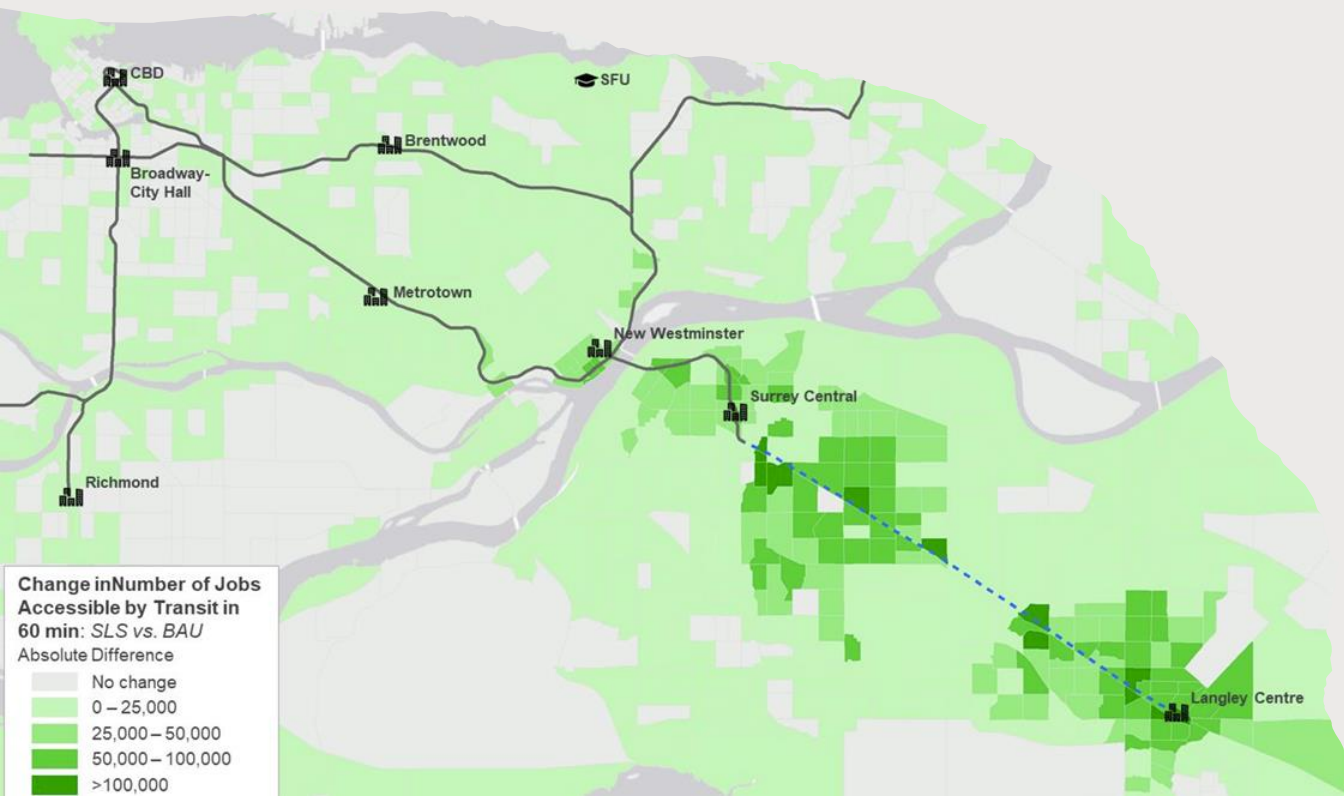 CBD
SFU
Brentwood
Broadway-
City Hall
Metrotown
New Westminster
Surrey Central
Richmond
Langley Centre
Change inNumber of Jobs
Accessible by Transit in
60 min: SLS vs. BAU
Absolute Difference
No change
0 – 25,000
25,000 – 50,000
50,000 – 100,000
>100,000